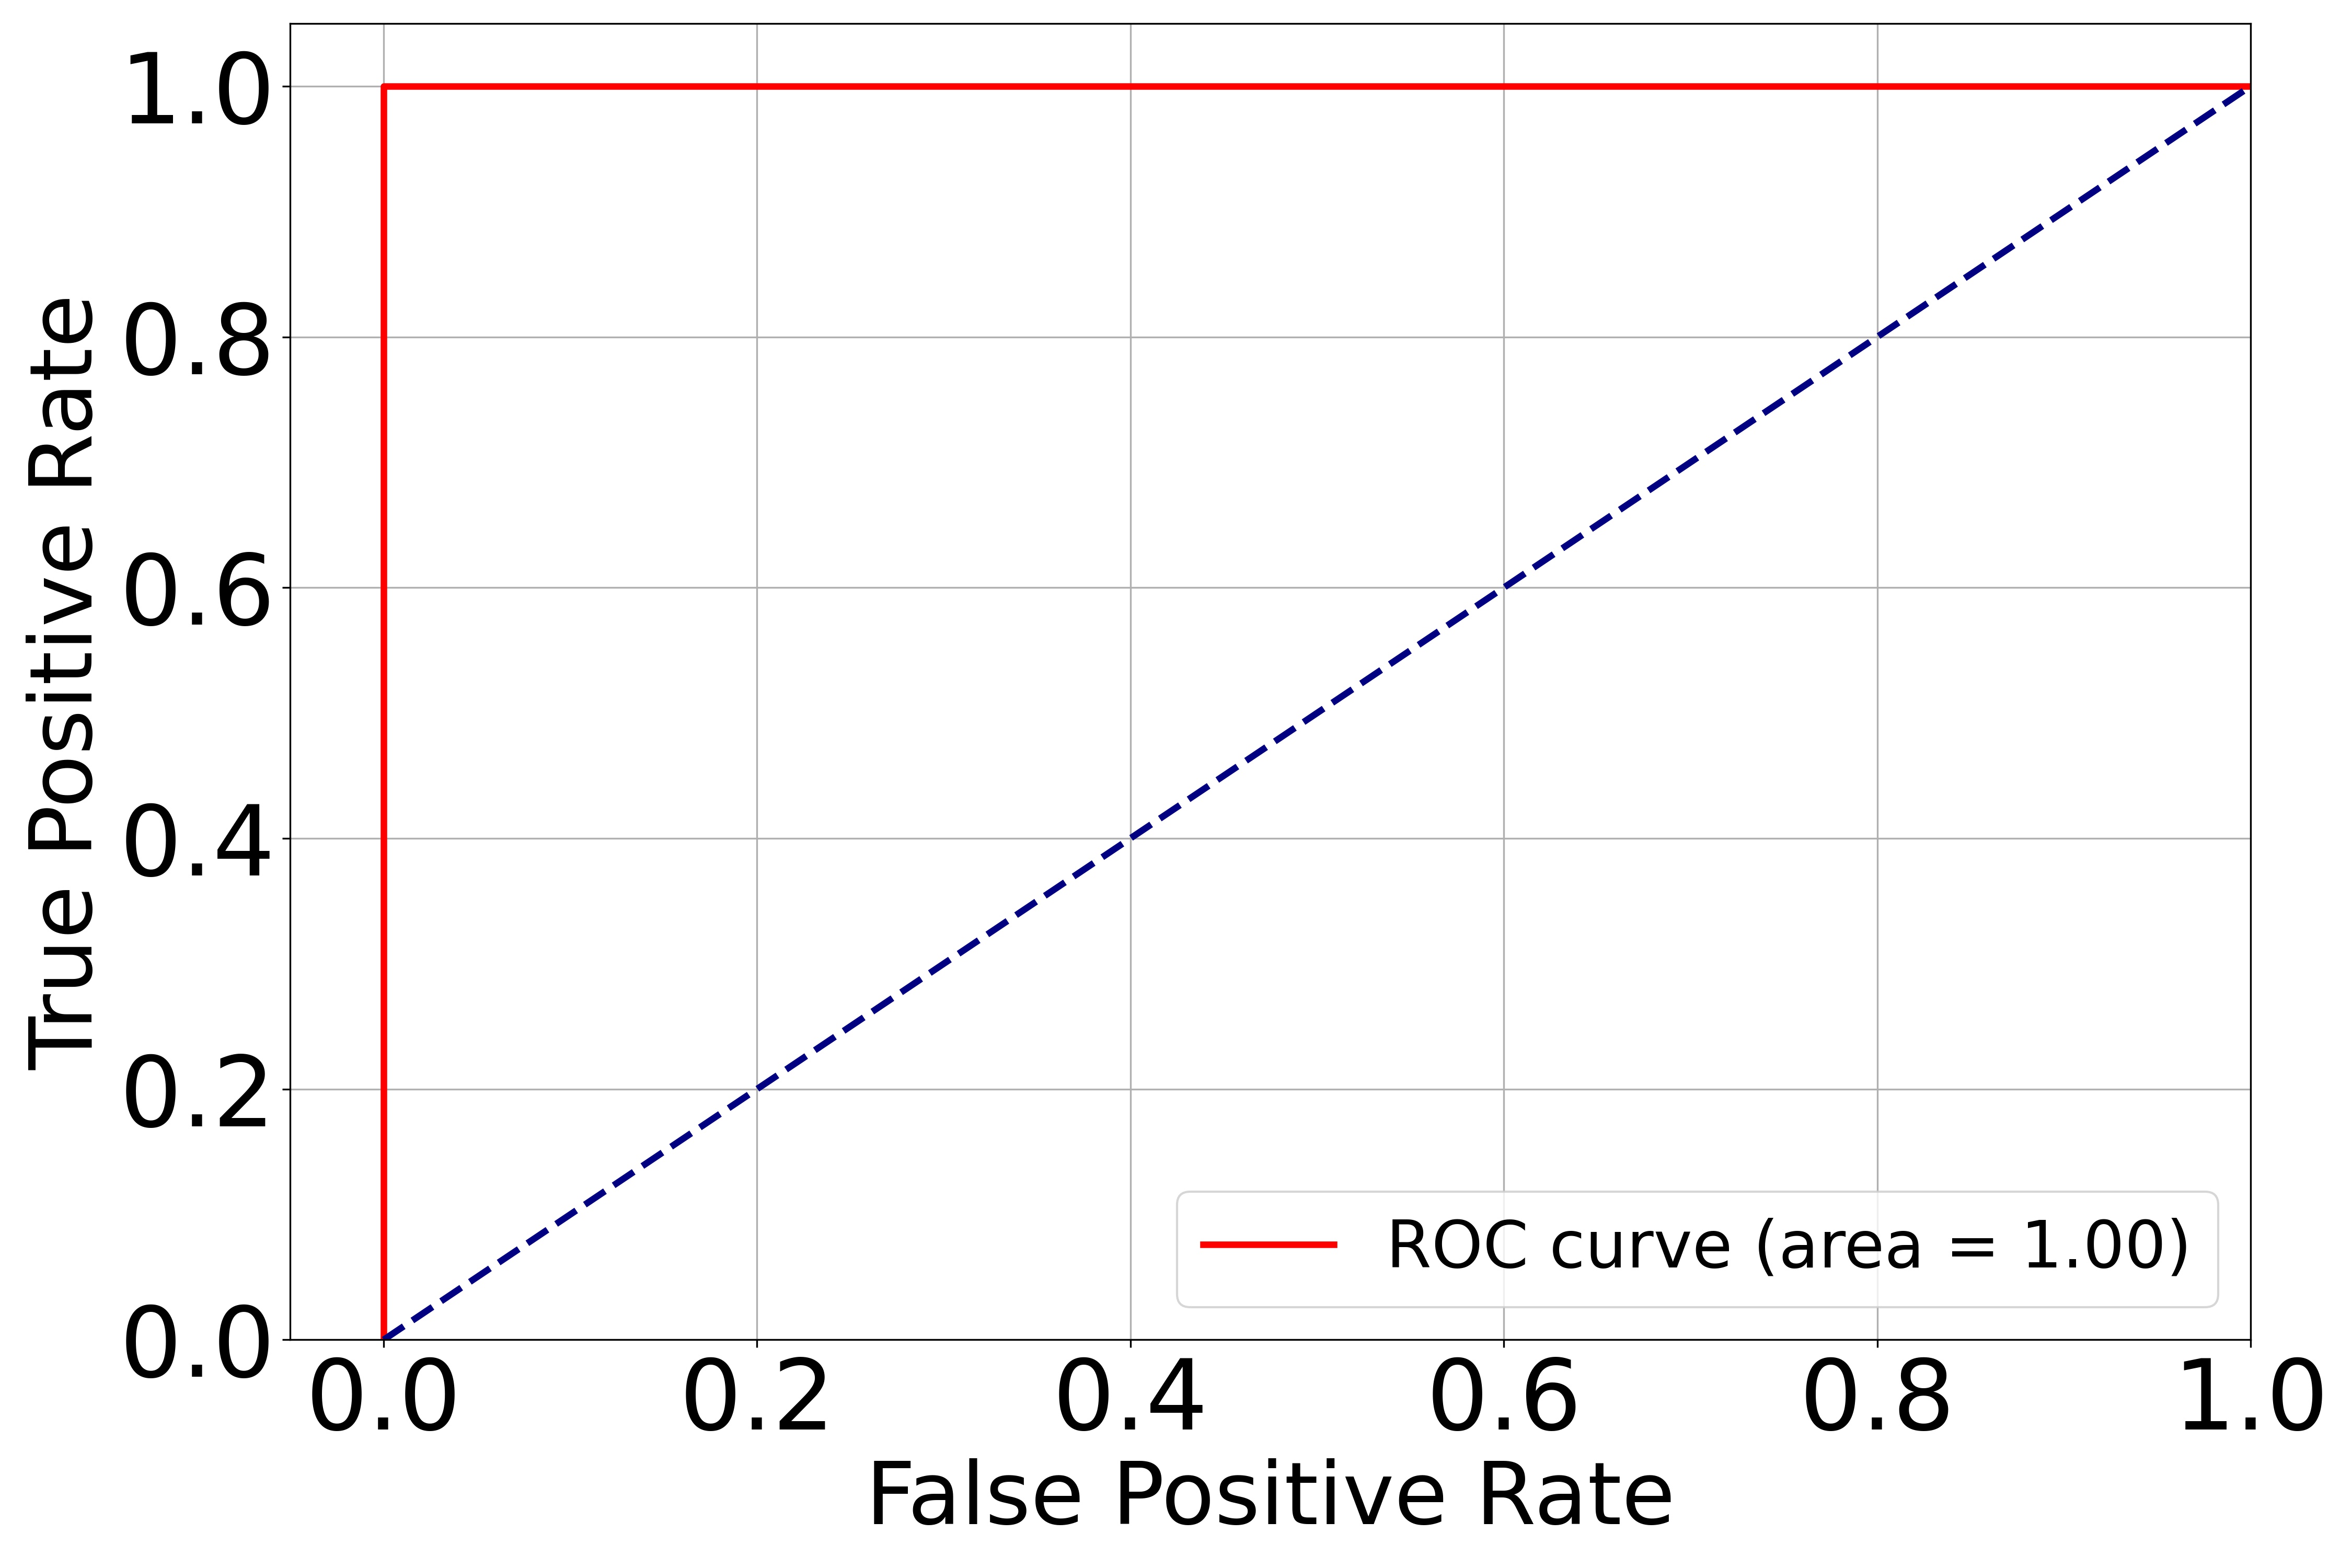 True Positive Rate
1.0
0.8
0.6
0.4
0.2
0.0
ROC curve (area = 1.00)
0.0 0.2 0.4 0.6 0.8 1.0
False Positive Rate